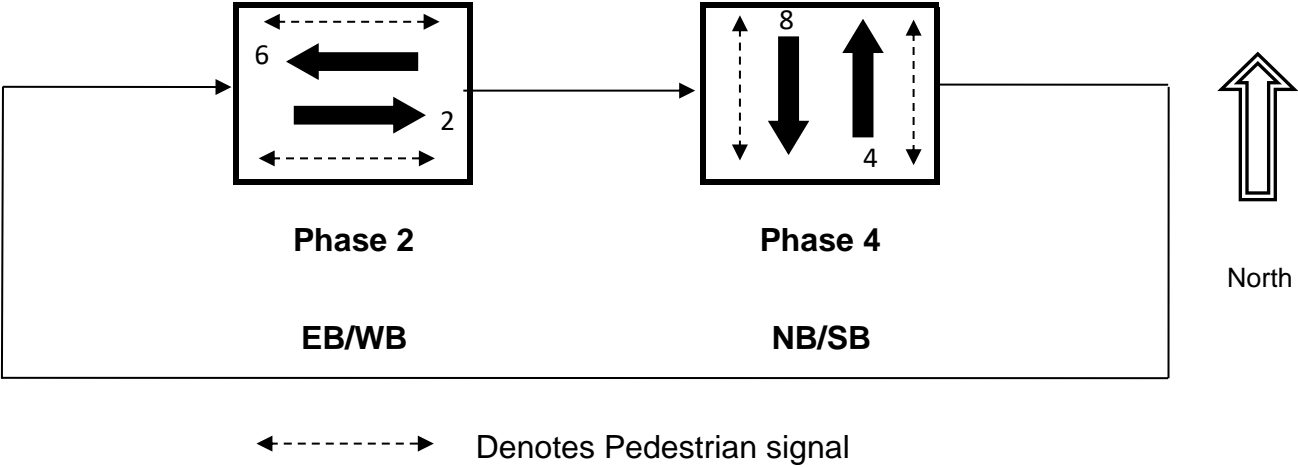 6
2
8
4
Phase 2
Phase 4
North
EB/WB
NB/SB
Denotes Pedestrian signal